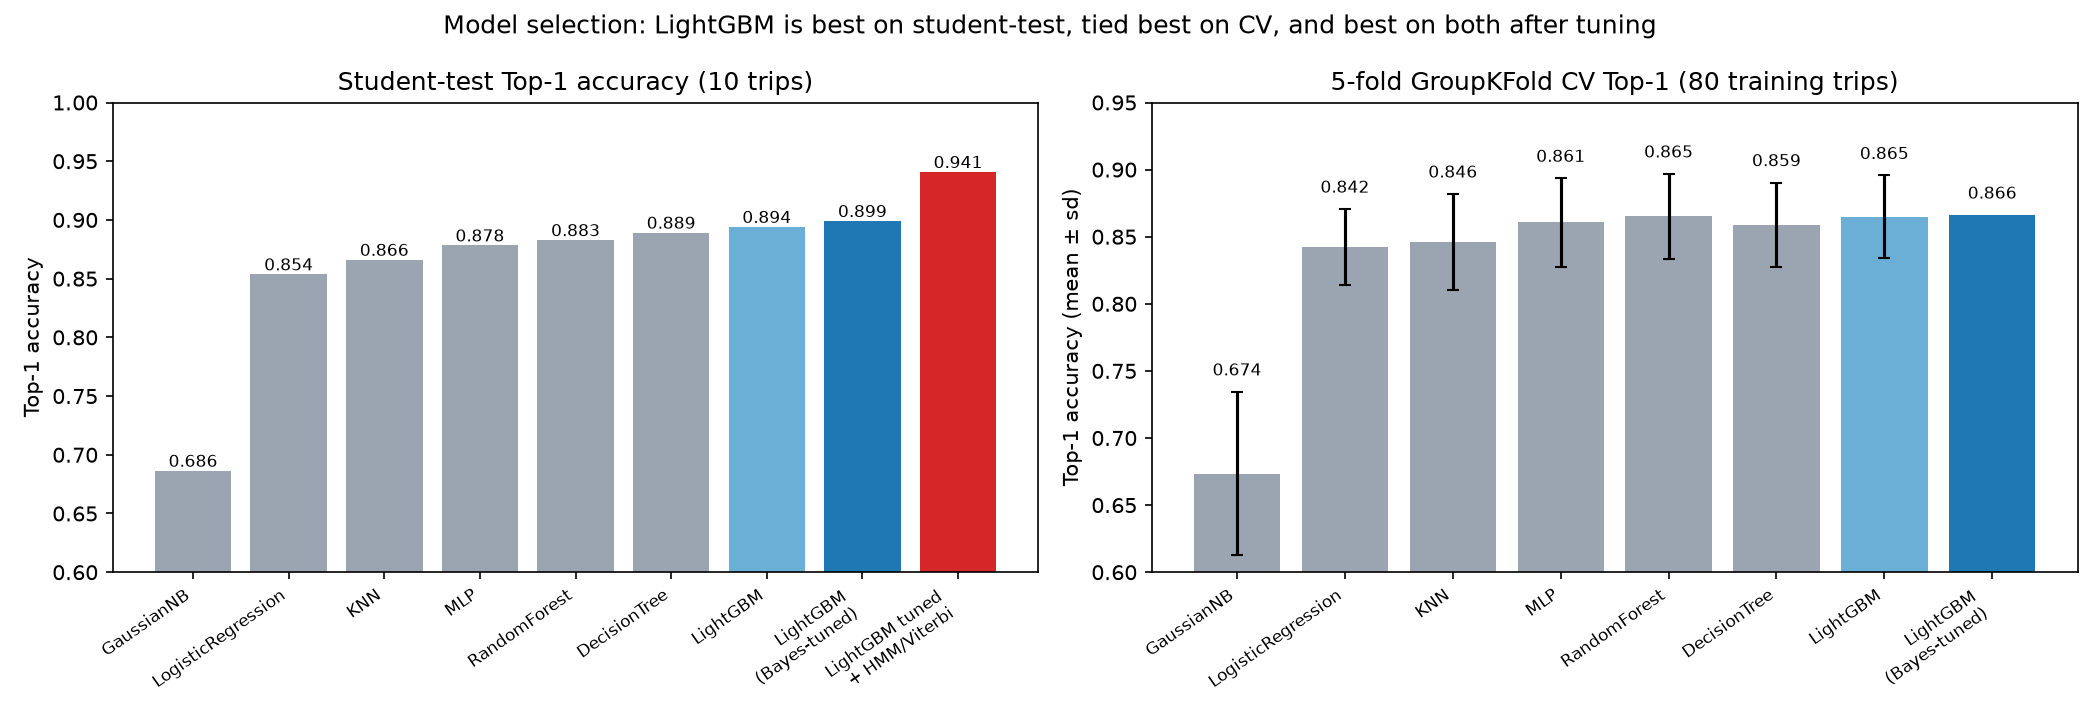 Model selection: LightGBM is best on student-test, tied best on CV, and best on both after tuning
Student-test Top-1 accuracy (10 trips)
Top-1 accuracy
1.00
0.95
0.90
0.85
0.80
0.75
0.70
0.65
0.60
0.686
0.854
0.866
0.878
0.883
0.889
0.894
0.899
0.941
GaussianNB
LogisticRegression
KNN
MLP
RandomForest
DecisionTree
LightGBM
LightGBM
(Bayes-tuned)
LightGBM tuned
+ HMM/Viterbi
5-fold GroupKFold CV Top-1 (80 training trips)
Top-1 accuracy (mean ± sd)
0.95
0.90
0.85
0.80
0.75
0.70
0.65
0.60
0.674
0.842
0.846
0.861
0.865
0.859
0.865
0.866
GaussianNB
LogisticRegression
KNN
MLP
RandomForest
DecisionTree
LightGBM
LightGBM
(Bayes-tuned)